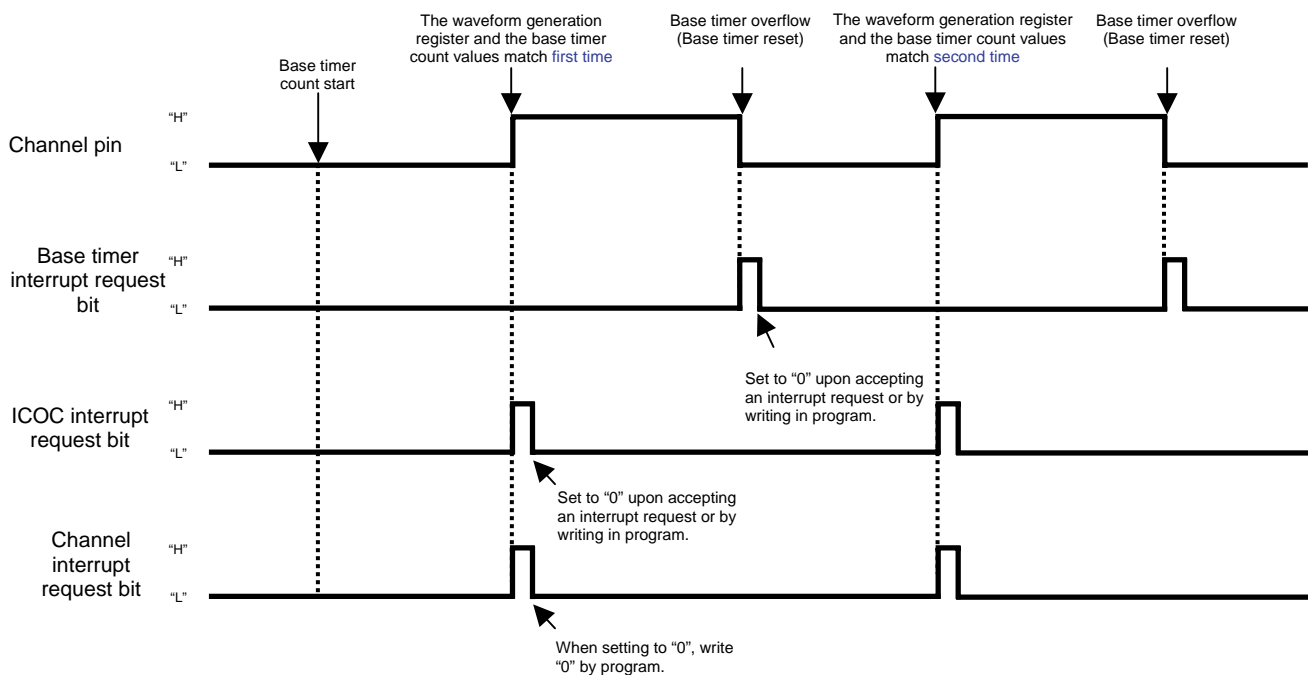 The waveform generation
register and the base timer
count values match first time
Base timer overflow
(Base timer reset)
The waveform generation register
and the base timer count values
match second time
Base timer overflow
(Base timer reset)
Base timer
count start
Channel pin
“H”
“L”
Base timer
interrupt request
bit
“H”
“L”
Set to “0” upon accepting
an interrupt request or by
writing in program.
ICOC interrupt
request bit
“H”
“L”
Set to “0” upon accepting
an interrupt request or by
writing in program.
Channel
interrupt
request bit
“H”
“L”
When setting to “0”, write
“0” by program.